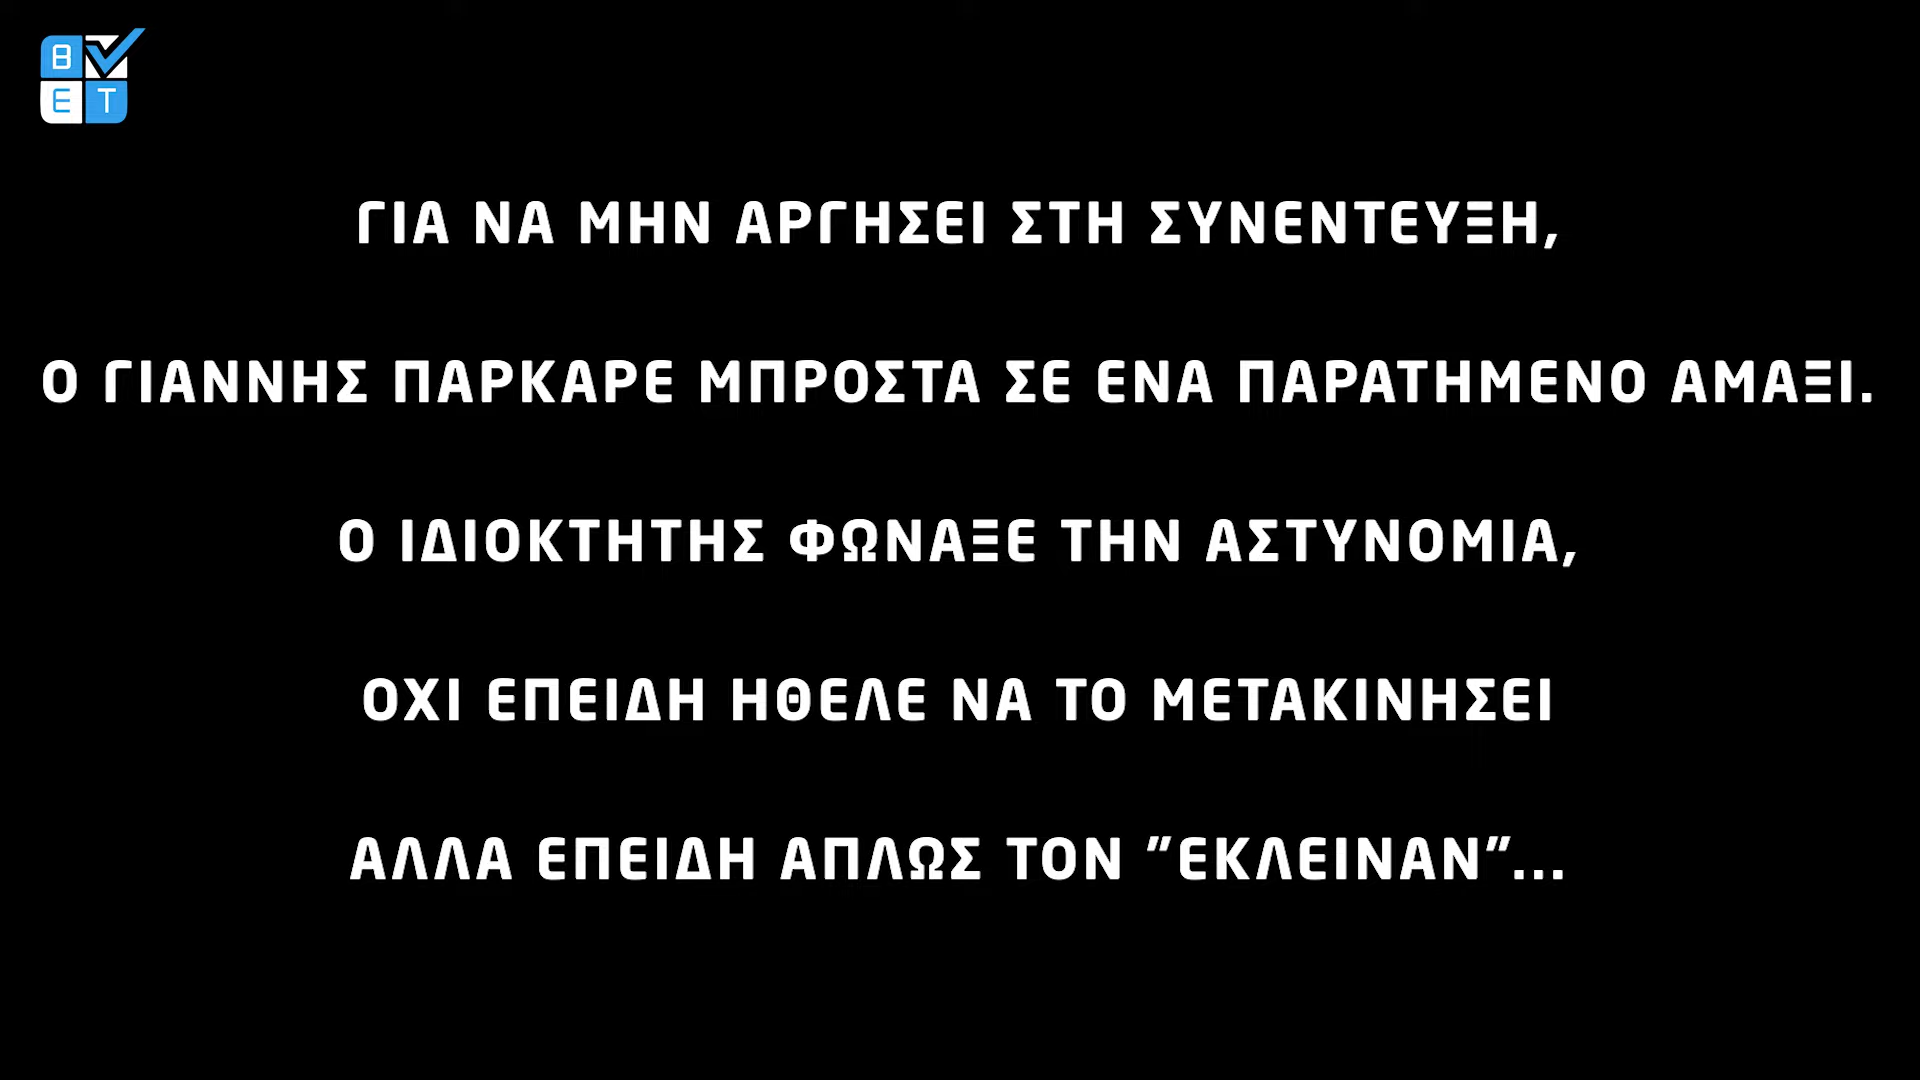 B
ET
ΓΙΑ ΝΑ ΜΗΝ ΑΡΓΗΣΕΙ ΣΤΗ ΣΥΝΕΝΤΕΥΞΗ,
Ο ΓΙΑΝΝΗΣ ΠΑΡΚΑΡΕ ΜΠΡΟΣΤΑ ΣΕ ΕΝΑ ΠΑΡΑΤΗΜΕΝΟ ΑΜΑΞΙ.
Ο ΙΔΙΟΚΤΗΤΗΣ ΦΩΝΑΞΕ ΤΗΝ ΑΣΤΥΝΟΜΙΑ,
ΟΧΙ ΕΠΕΙΔΗ ΗΘΕΛΕ ΝΑ ΤΟ ΜΕΤΑΚΙΝΗΣΕΙ
ΑΛΛΑ ΕΠΕΙΔΗ ΑΠΛΩΣ ΤΟΝ "ΕΚΛΕΙΝΑΝ"...